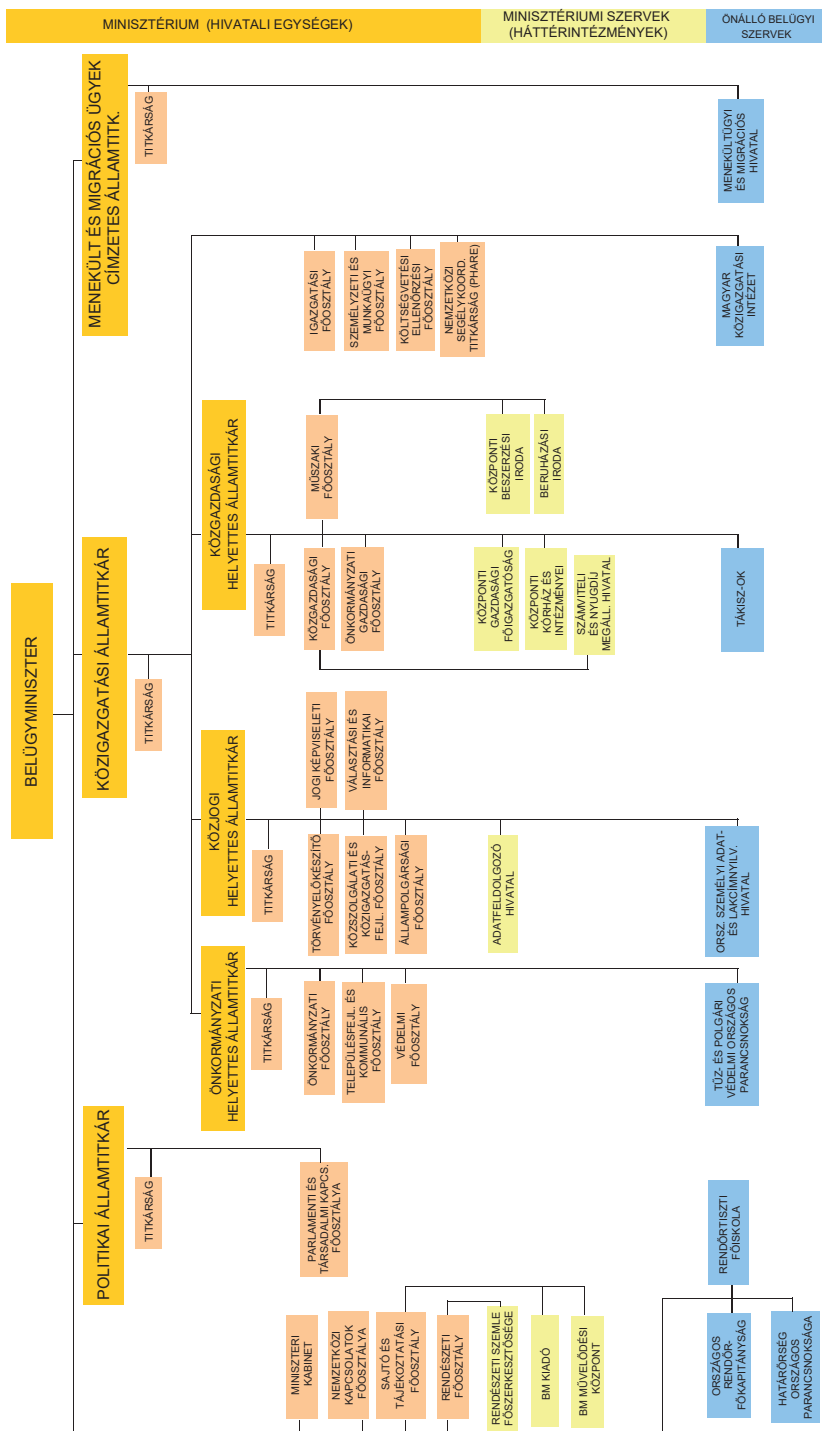 MINISZTÉRIUM (HIVATALI EGYSÉGEK)
MINISZTÉRIUMI SZERVEK
(HÁTTÉRINTÉZMÉNYEK)
ÖNÁLLÓ BELÜGYI
SZERVEK
BELÜGYMINISZTER
MENEKÜLT ÉS MIGRÁCIÓS ÜGYEK
CÍMZETES ÁLLAMTITK.
TITKÁRSÁG
MENEKÜLTÜGYI
ÉS MIGRÁCIÓS
HIVATAL
KÖZIGAZGATÁSI ÁLLAMTITKÁR
TITKÁRSÁG
IGAZGATÁSI
FŐOSZTÁLY
SZEMÉLYZETI ÉS
MUNKAÜGYI
FŐOSZTÁLY
KÖLTSÉGVETÉSI
ELLENŐRZÉSI
FŐOSZTÁLY
NEMZETKÖZI
SEGÉLYKOORD.
TITKÁRSÁG (PHARE)
MAGYAR
KÖZIGAZGATÁSI
INTÉZET
KÖZGAZDASÁGI
HELYETTES ÁLLAMTITKÁR
TITKÁRSÁG
MŰSZAKI
FŐOSZTÁLY
KÖZGAZDASÁGI
FŐOSZTÁLY
ÖNKORMÁNYZATI
GAZDASÁGI
FŐOSZTÁLY
KÖZPONTI
BESZERZÉSI
IRODA
BERUHÁZÁSI
IRODA
KÖZPONTI
GAZDASÁGI
FŐIGAZGATÓSÁG
KÖZPONTI
KÓRHÁZ ÉS
INTÉZMÉNYEI
SZÁMVITELI
ÉS NYUGDÍJ
MEGÁLL. HIVATAL
TÁKISZ-OK
KÖZJOGI
HELYETTES ÁLLAMTITKÁR
TITKÁRSÁG
JOGI KÉPVISELETI
FŐOSZTÁLY
VÁLASZTÁSI ÉS
INFORMATIKAI
FŐOSZTÁLY
TÖRVÉNYELŐKÉSZÍTŐ
FŐOSZTÁLY
KÖZSZOLGÁLATI ÉS
KÖZIGAZGATÁS-
FEJL. FŐOSZTÁLY
ÁLLAMPOLGÁRSÁGI
FŐOSZTÁLY
ADATFELDOLGOZÓ
HIVATAL
ORSZ. SZEMÉLYI ADAT-
ÉS LAKCÍMNYILV.
HIVATAL
ÖNKORMÁNYZATI
HELYETTES ÁLLAMTITKÁR
TITKÁRSÁG
ÖNKORMÁNYZATI
FŐOSZTÁLY
TELEPÜLÉSFEJL. ÉS
KOMMUNÁLIS
FŐOSZTÁLY
VÉDELMI
FŐOSZTÁLY
TŰZ- ÉS POLGÁRI
VÉDELMI ORSZÁGOS
PARANCSNOKSÁG
POLITIKAI ÁLLAMTITKÁR
TITKÁRSÁG
PARLAMENTI ÉS
TÁRSADALMI KAPCS.
FŐOSZTÁLYA
MINISZTERI
KABINET
NEMZETKÖZI
KAPCSOLATOK
FŐOSZTÁLYA
SAJTÓ ÉS
TÁJÉKOZTATÁSI
FŐOSZTÁLY
RENDÉSZETI
FŐOSZTÁLY
RENDÉSZETI SZEMLE
FŐSZERKESZTŐSÉGE
BM KIADÓ
BM MŰVELŐDÉSI
KÖZPONT
RENDŐRTISZTI
FŐISKOLA
ORSZÁGOS
RENDŐR-
FŐKAPITÁNYSÁG
HATÁRŐRSÉG
ORSZÁGOS
PARANCSNOKSÁGA